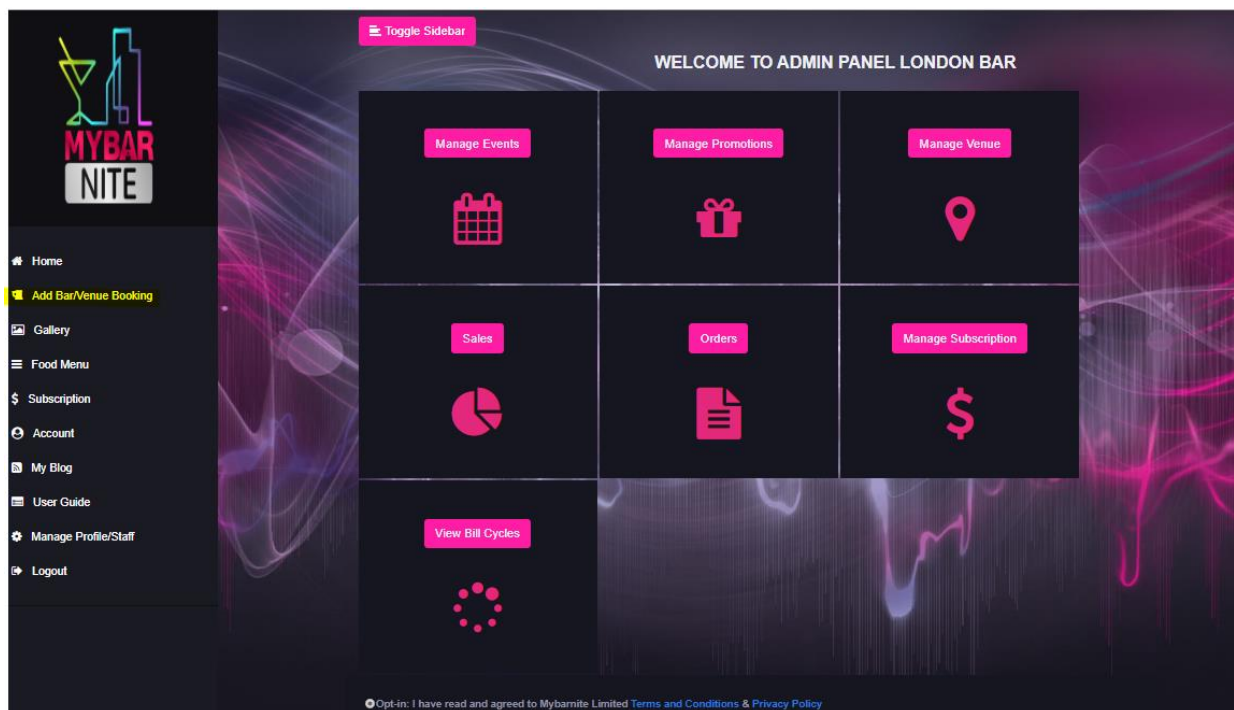 MYBAR
NITE
Home
Add Bar/Venue Booking
Gallery
Food Menu
Subscription
Account
My Blog
User Guide
Manage Profile/Staff
Logout
Toggle Sidebar
WELCOME TO ADMIN PANEL LONDON BAR
Manage Events
Manage Promotions
Manage Venue
Sales
Orders
Manage Subscription
View Bill Cycles
Opt-in: I have read and agreed to Mybarnite Limited Terms and Conditions & Privacy Policy